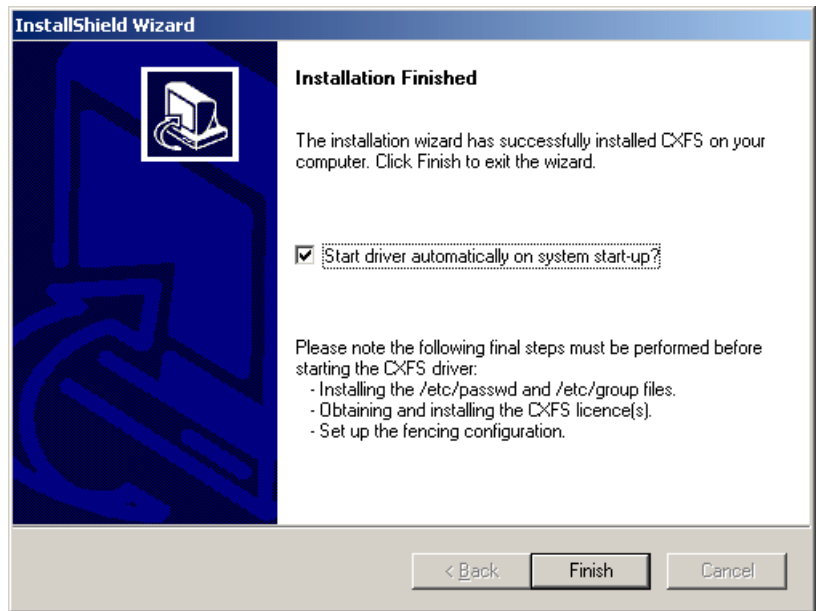 InstallShield Wizard
Installation Finished
The installation wizard has successfully installed CXFS on your
computer. Click Finish to exit the wizard.
Start driver automatically on system start-up?
Please note the following final steps must be performed before
starting the CXFS driver:
- Installing the /etc/passwd and /etc/group files.
- Obtaining and installing the CXFS licence(s).
- Set up the fencing configuration.
< Back
Finish
Cancel